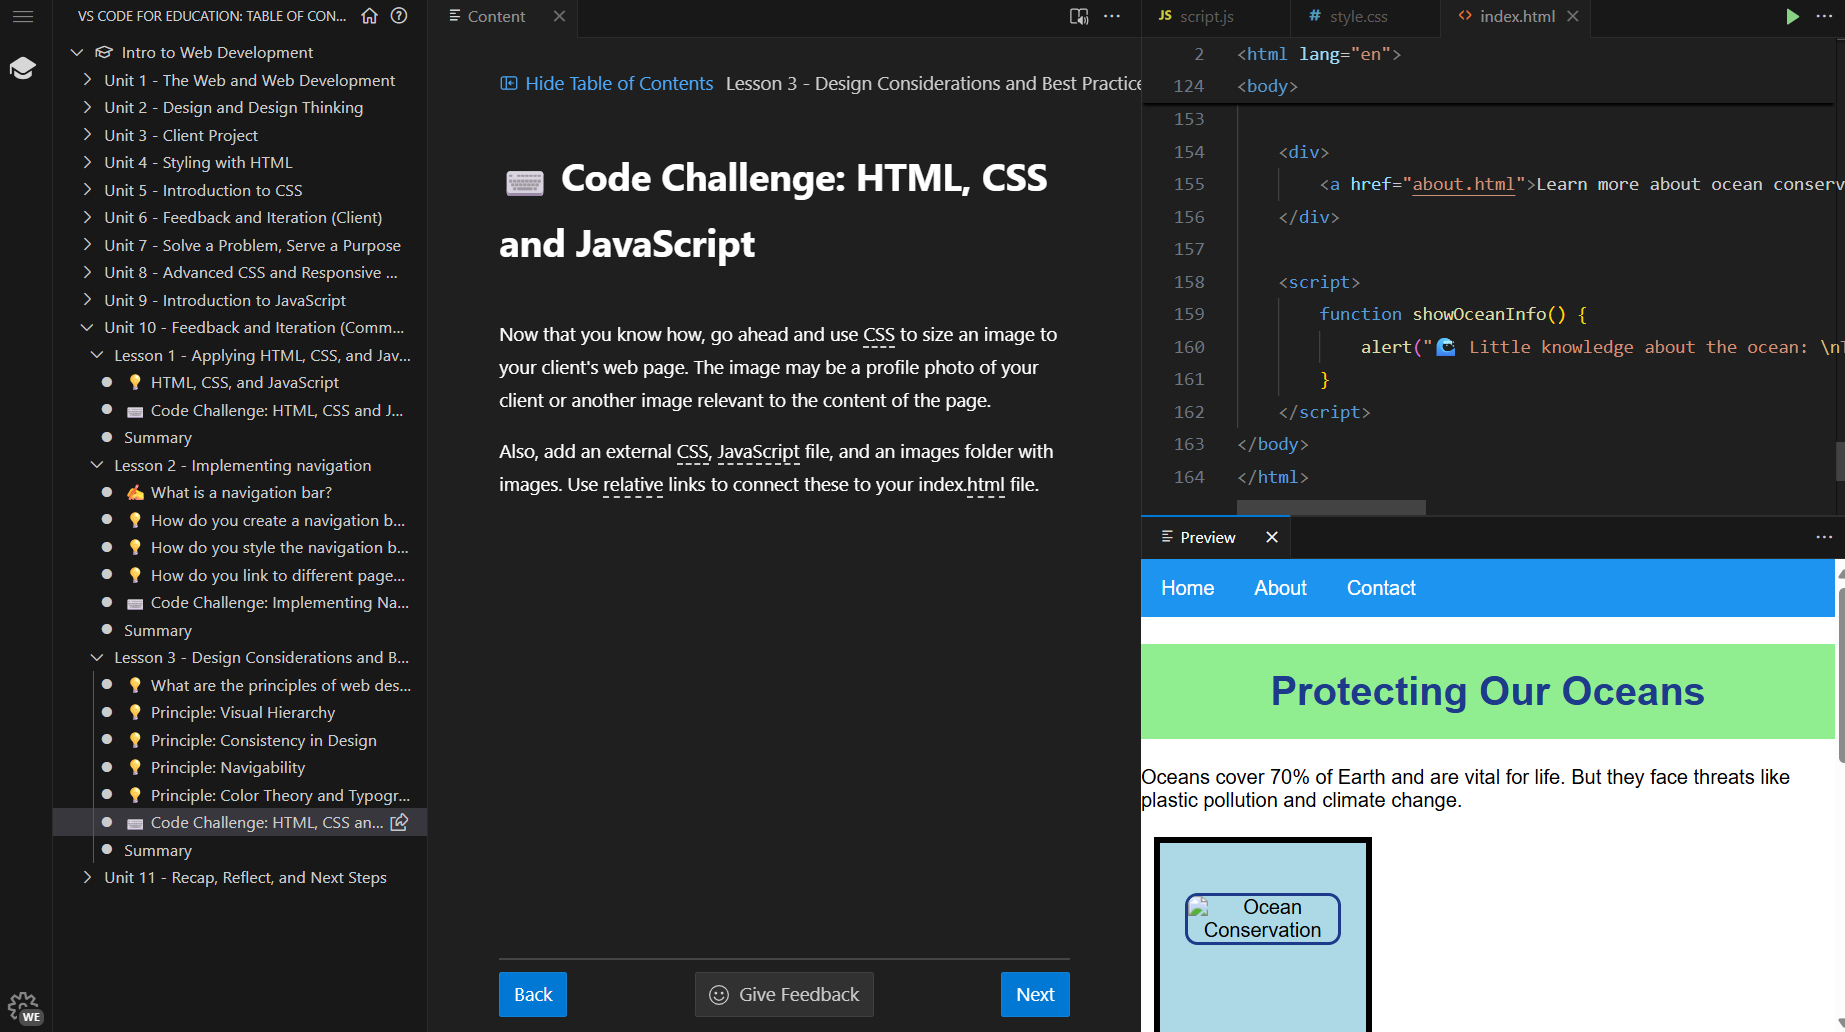 VS CODE FOR EDUCATION: TABLE OF CON...
Intro to Web Development
Unit 1 - The Web and Web Development
Unit 2 - Design and Design Thinking
Unit 3 - Client Project
Unit 4 - Styling with HTML
Unit 5 - Introduction to CSS
Unit 6 - Feedback and Iteration (Client)
Unit 7 - Solve a Problem, Serve a Purpose
Unit 8 - Advanced CSS and Responsive ...
Unit 9 - Introduction to JavaScript
Unit 10 - Feedback and Iteration (Comm...
Lesson 1 - Applying HTML, CSS, and Jav...
HTML, CSS, and JavaScript
Code Challenge: HTML, CSS and J...
Summary
Lesson 2 - Implementing navigation
What is a navigation bar?
How do you create a navigation b...
How do you style the navigation b...
How do you link to different page...
Code Challenge: Implementing Na...
Summary
Lesson 3 - Design Considerations and B...
What are the principles of web des...
Principle: Visual Hierarchy
Principle: Consistency in Design
Principle: Navigability
Principle: Color Theory and Typogr...
Code Challenge: HTML, CSS an...
Summary
Unit 11 - Recap, Reflect, and Next Steps
WE
Content
Hide Table of Contents Lesson 3 - Design Considerations and Best Practice
Code Challenge: HTML, CSS
and JavaScript
Now that you know how, go ahead and use CSS to size an image to
your client's web page. The image may be a profile photo of your
client or another image relevant to the content of the page.
Also, add an external CSS, JavaScript file, and an images folder with
images. Use relative links to connect these to your index.html file.
Back
Give Feedback
Next
JS script.js
# style.css
<> index.html
2 <html lang="en">
124 <body>
153
154 <div>
155 <a href="about.html">Learn more about ocean conserv
156 </div>
157
158 <script>
159 function showOceanInfo() {
160 alert("🌊 Little knowledge about the ocean: \n
161 }
162 </script>
163 </body>
164 </html>
Preview
Home About Contact
Protecting Our Oceans
Oceans cover 70% of Earth and are vital for life. But they face threats like
plastic pollution and climate change.
Ocean
Conservation